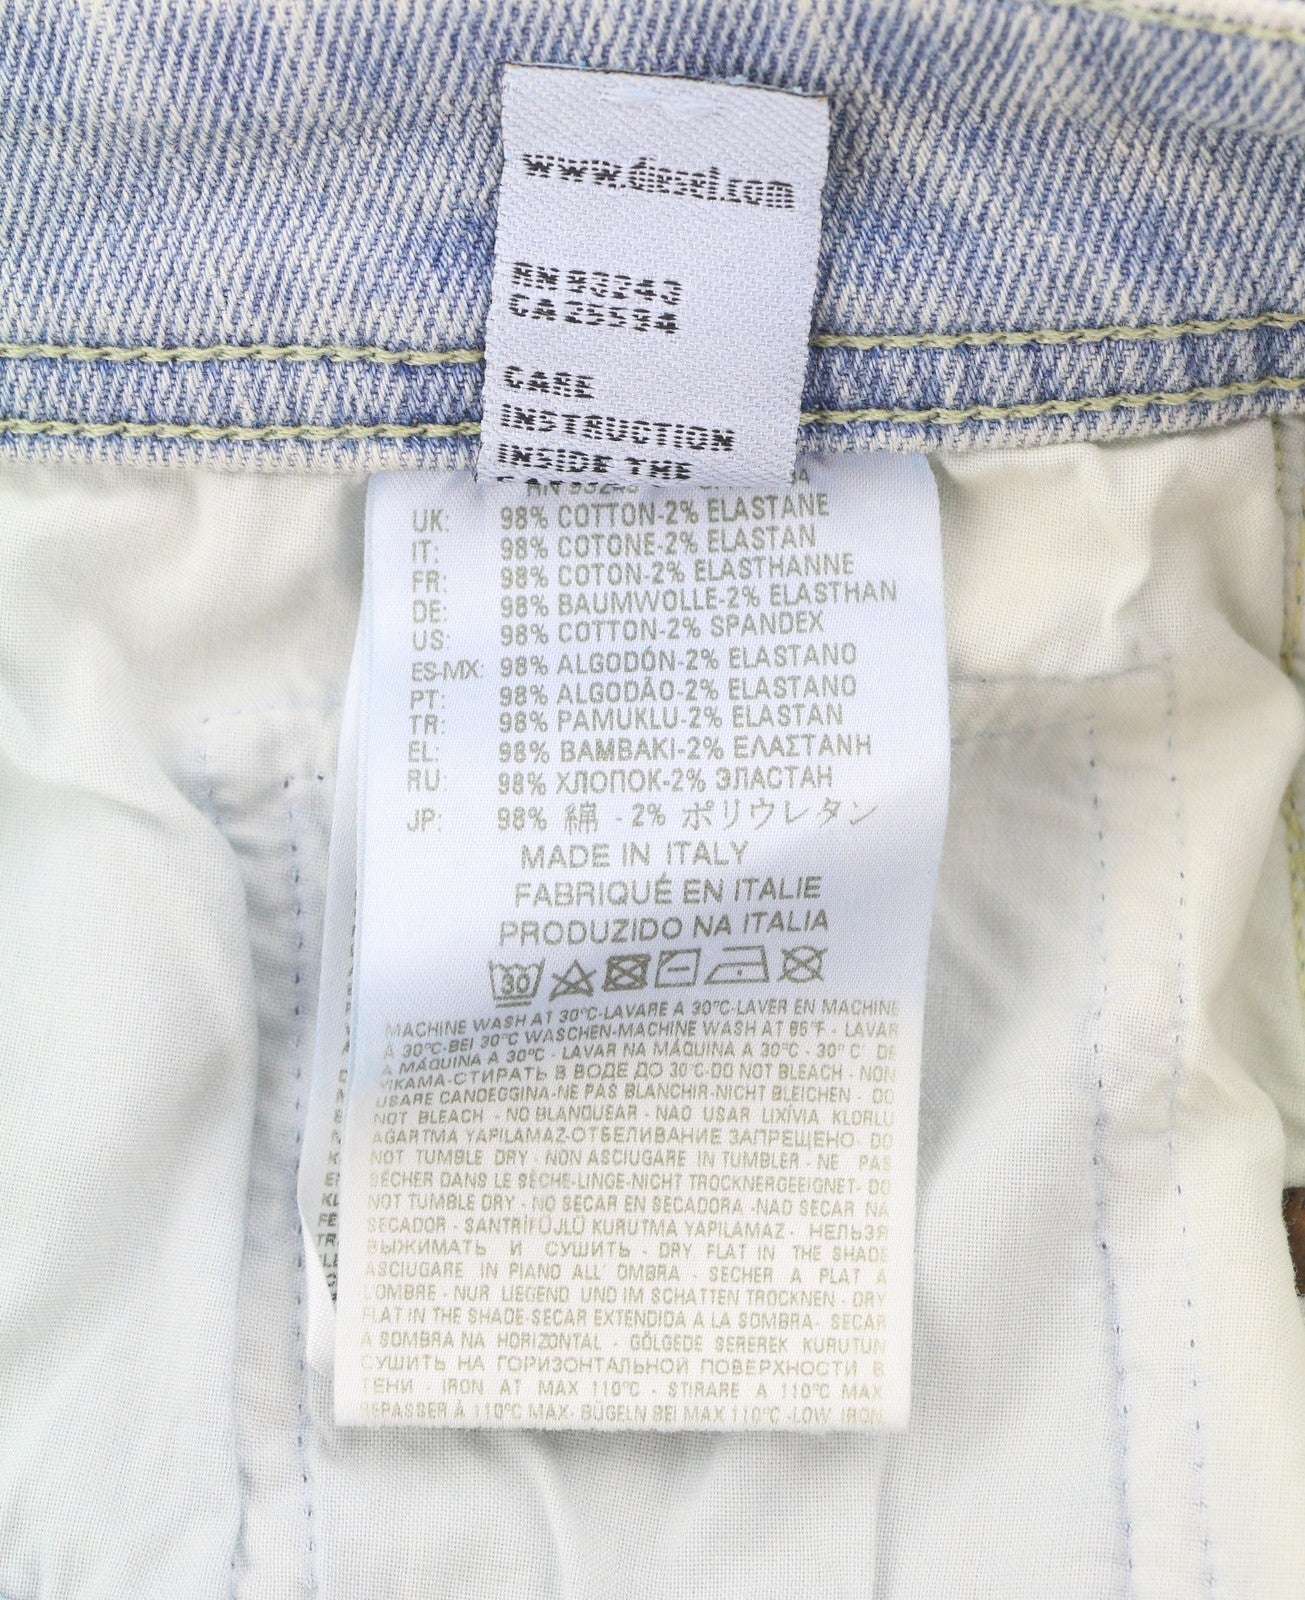 www.diesel.com
RN 93243
CA 25594
CARE
INSTRUCTION
INSIDE THE
RN 93243
UK: 98% COTTON-2% ELASTANE
IT: 98% COTONE-2% ELASTAN
FR: 98% COTON-2% ELASTHANNE
DE: 98% BAUMWOLLE-2% ELASTHAN
US: 98% COTTON-2% SPANDEX
ES-MX: 98% ALGODÓN-2% ELASTANO
PT: 98% ALGODÃO-2% ELASTANO
TR: 98% PAMUKLU-2% ELASTAN
EL: 98% ΒΑΜΒΑΚΙ-2% ΕΛΑΣΤΑΝΗ
RU: 98% ХЛОПОК-2% ЭЛАСТАН
JP: 98% 綿 - 2% ポリウレタン
MADE IN ITALY
FABRIQUÉ EN ITALIE
PRODUZIDO NA ITALIA
30
MACHINE WASH AT 30°C-LAVARE A 30°C-LAVER EN MACHINE
A 30°C-BEI 30°C WASCHEN-MACHINE WASH AT 86°F - LAVAR
A MÁQUINA A 30°C - LAVAR NA MÁQUINA A 30°C - 30° C DE
YIKAMA-СТИРАТЬ В ВОДЕ ДО 30°C-DO NOT BLEACH - NON
USARE CANDEGGINA-NE PAS BLANCHIR-NICHT BLEICHEN - DO
NOT BLEACH - NO BLANQUEAR - NAO USAR LIXÍVIA KLORLU
AGARTMA YAPILAMAZ-ОТБЕЛИВАНИЕ ЗАПРЕЩЕНО- DO
NOT TUMBLE DRY - NON ASCIUGARE IN TUMBLER - NE PAS
SÉCHER DANS LE SÈCHE-LINGE-NICHT TROCKNERGEEIGNET- DO
NOT TUMBLE DRY - NO SECAR EN SECADORA -NAO SECAR NA
SECADOR - SANTRİFÜJLÜ KURUTMA YAPILAMAZ - НЕЛЬЗЯ
ВЫЖИМАТЬ И СУШИТЬ - DRY FLAT IN THE SHADE
ASCIUGARE IN PIANO ALL' OMBRA - SECHER A PLAT A
L'OMBRE - NUR LIEGEND UND IM SCHATTEN TROCKNEN - DRY
FLAT IN THE SHADE-SECAR EXTENDIDA A LA SOMBRA- SECAR
A SOMBRA NA HORIZONTAL - GÖLGEDE SEREREK KURUTUN
СУШИТЬ НА ГОРИЗОНТАЛЬНОЙ ПОВЕРХНОСТИ В
ТЕНИ - IRON AT MAX 110°C - STIRARE A 110°C MAX
REPASSER À 110°C MAX- BÜGELN BEI MAX 110°C -LOW IRON